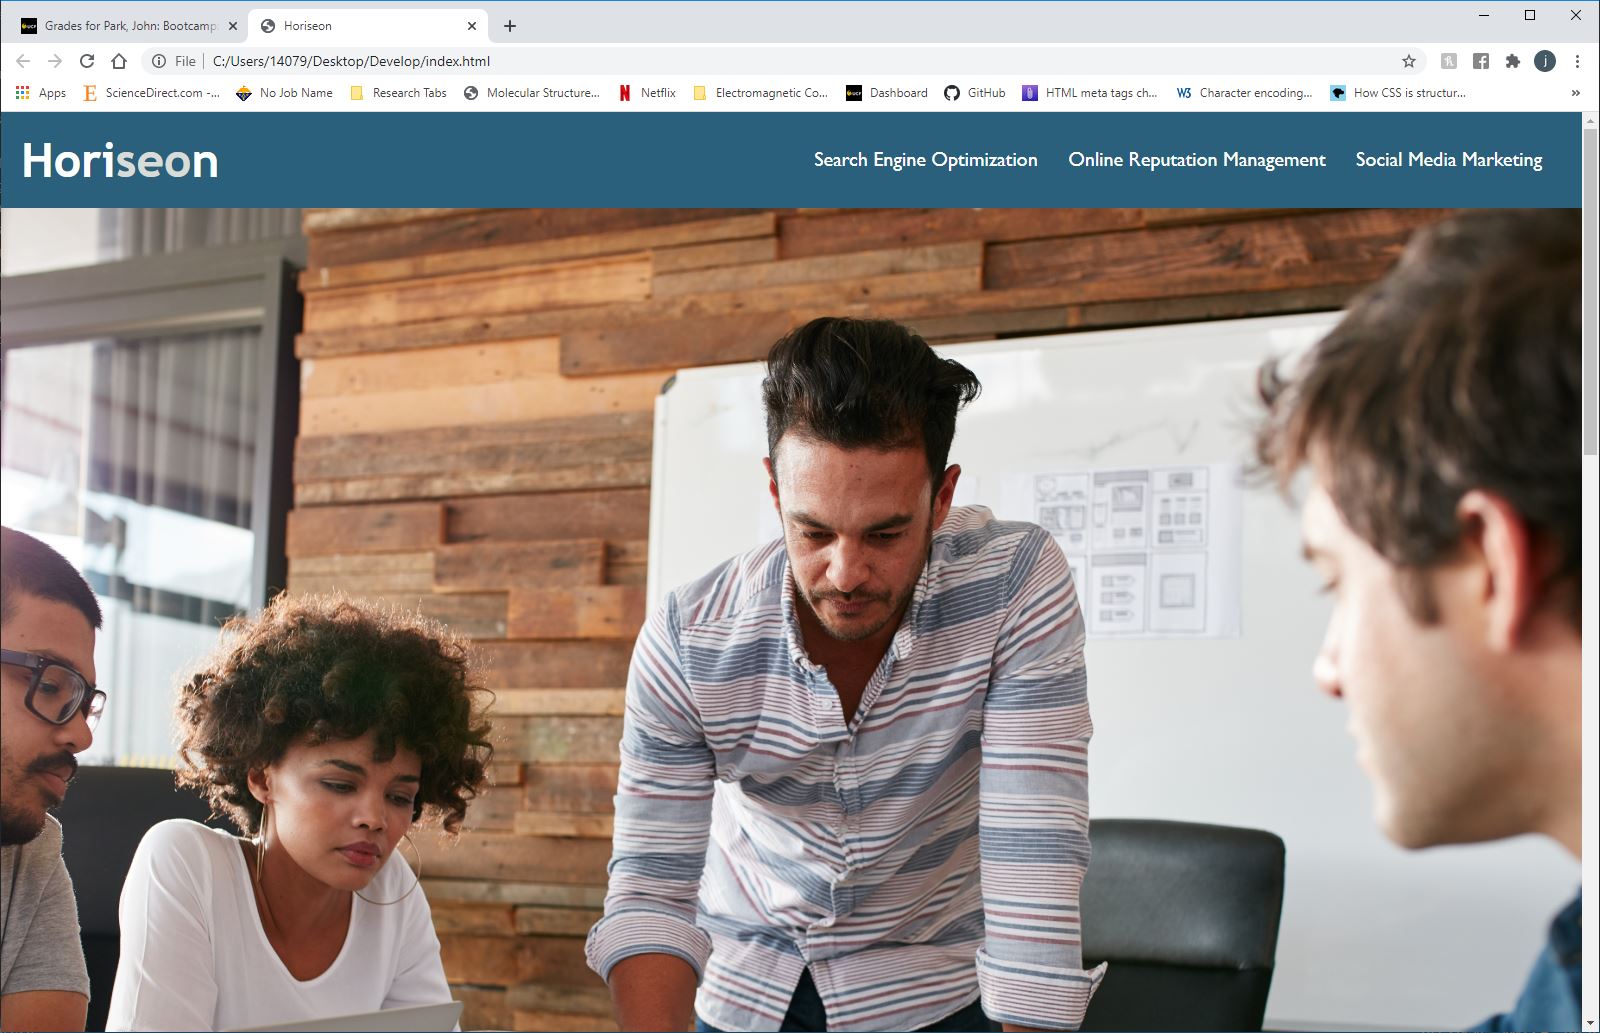 Grades for Park, John: Bootcamp:
Horiseon
File
C:/Users/14079/Desktop/Develop/index.html
j
Apps
ScienceDirect.com -...
No Job Name
Research Tabs
Molecular Structure...
Netflix
Electromagnetic Co...
Dashboard
GitHub
HTML meta tags ch...
Character encoding...
How CSS is structur...
Horiseon
Search Engine Optimization
Online Reputation Management
Social Media Marketing